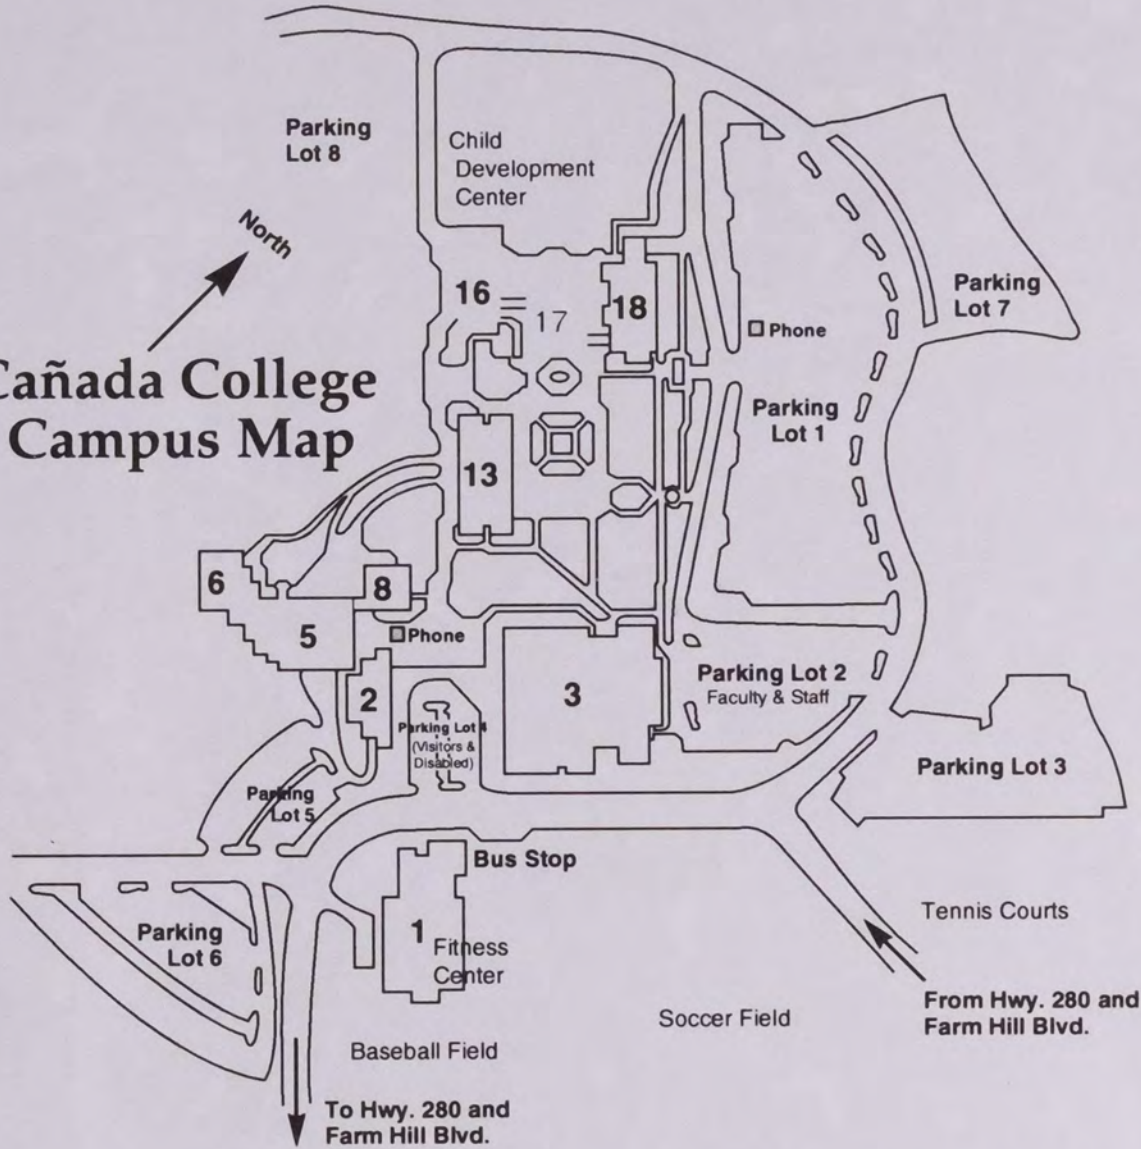 Parking
Lot 8
Child
Development
Center
North
Parking
Lot 7
16
17
18
Phone
Cañada College
Campus Map
Parking
Lot 1
13
6
8
5
Phone
2
3
Parking Lot 2
Faculty & Staff
Parking Lot 4
(Visitors &
Disabled)
Parking Lot 3
Parking
Lot 5
Bus Stop
Tennis Courts
Parking
Lot 6
1
Fitness
Center
From Hwy. 280 and
Farm Hill Blvd.
Soccer Field
Baseball Field
To Hwy. 280 and
Farm Hill Blvd.